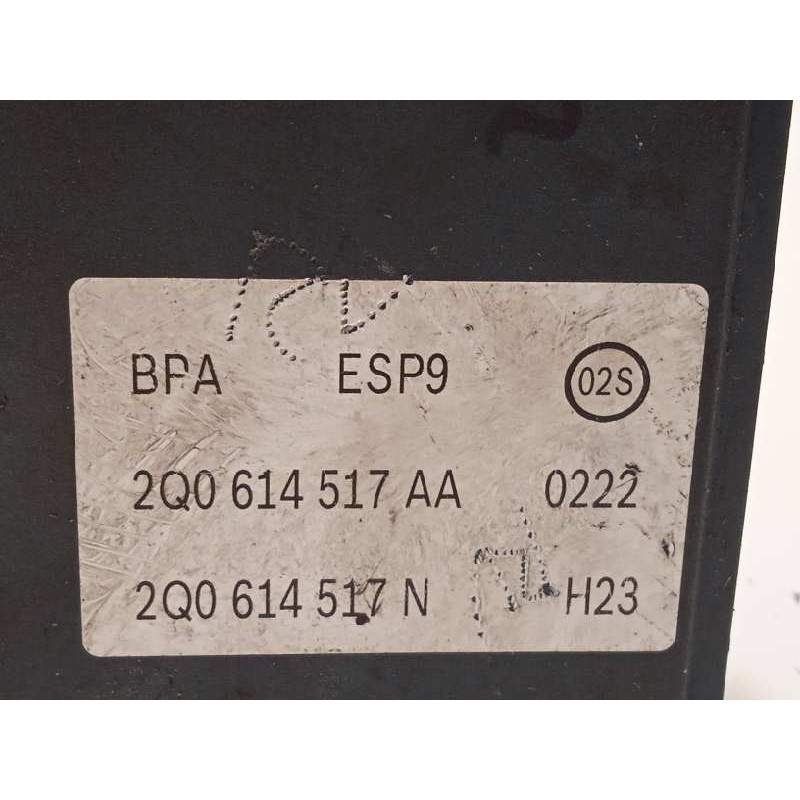 BPA ESP9 02S
2Q0 614 517 AA 0222
2Q0 614 517 N H23